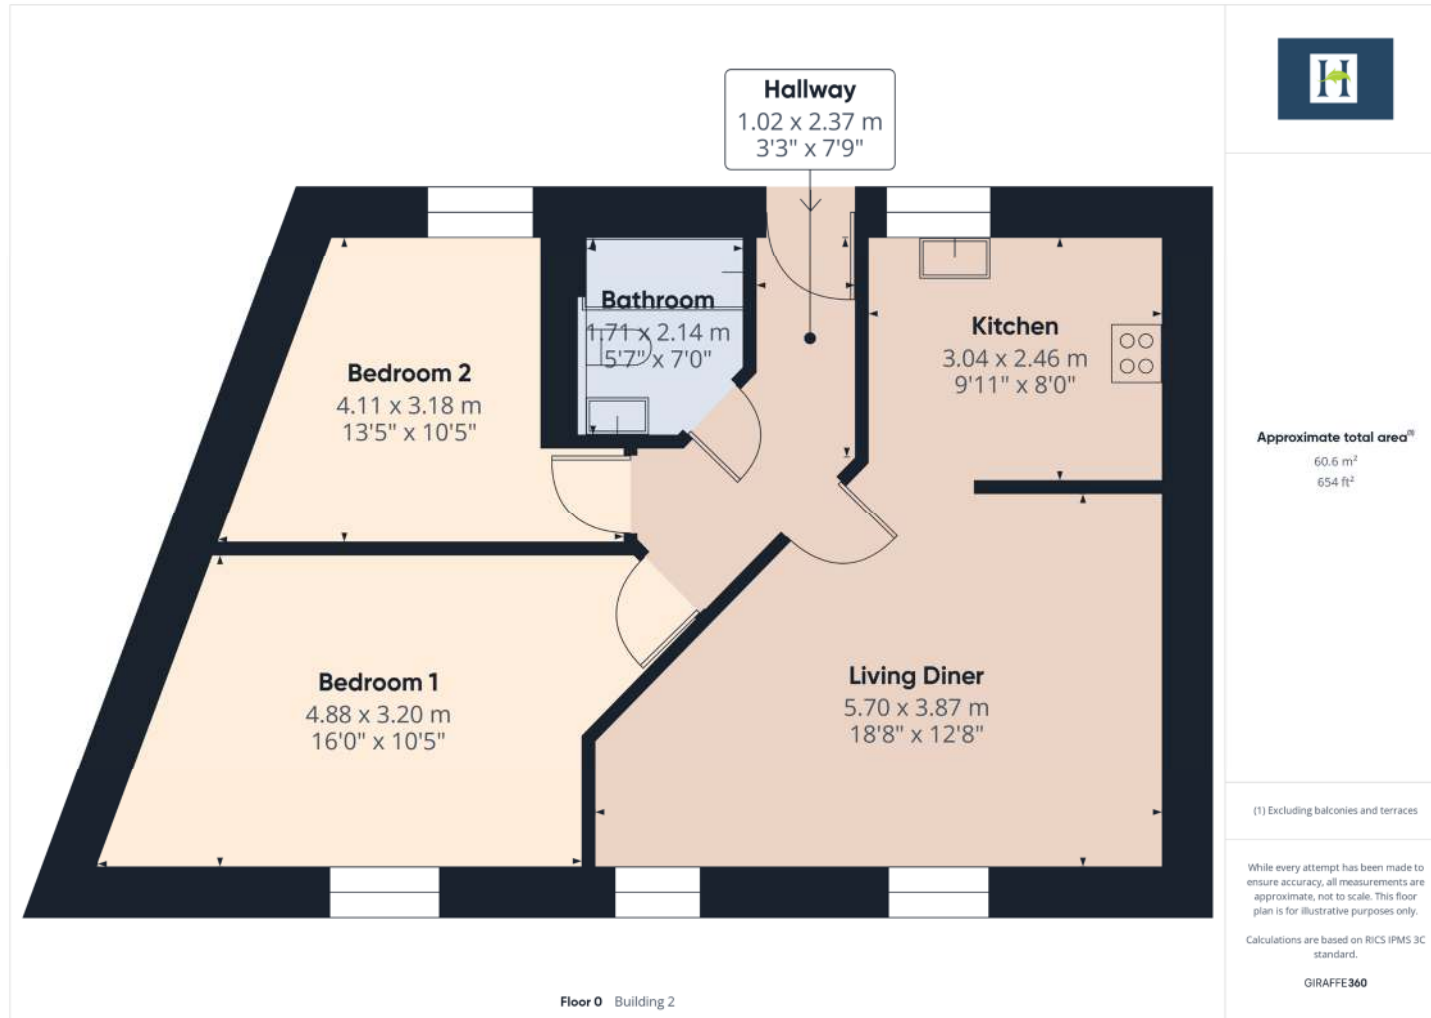 Hallway
1.02 x 2.37 m
3'3" x 7'9"
Bathroom
1.71 x 2.14 m
5'7" x 7'0"
Kitchen
3.04 x 2.46 m
9'11" x 8'0"
Bedroom 2
4.11 x 3.18 m
13'5" x 10'5"
Bedroom 1
4.88 x 3.20 m
16'0" x 10'5"
Living Diner
5.70 x 3.87 m
18'8" x 12'8"
Floor 0 Building 2
H
Approximate total area⁽¹⁾
60.6 m²
654 ft²
(1) Excluding balconies and terraces
While every attempt has been made to
ensure accuracy, all measurements are
approximate, not to scale. This floor
plan is for illustrative purposes only.
Calculations are based on RICS IPMS 3C
standard.
GIRAFFE360